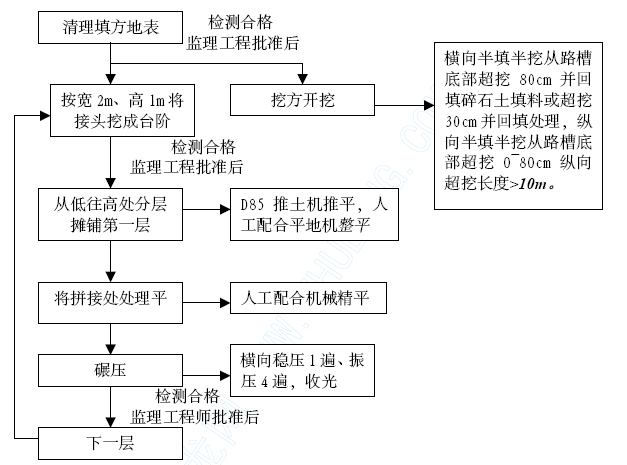 清理填方地表
检测合格
监理工程批准后
按宽 2m、高 1m 将
接头挖成台阶
挖方开挖
横向半填半挖从路槽
底部超挖 80cm 并回
填碎石土填料或超挖
30cm 并回填处理，纵
向半填半挖从路槽底
部超挖 0~80cm 纵向
超挖长度>10m。
检测合格
监理工程批准后
从低往高处分层
摊铺第一层
D85 推土机推平，人
工配合平地机整平
将拼接处处理平
人工配合机械精平
碾压
横向稳压 1 遍、振
压 4 遍，收光
检测合格
监理工程师批准后
下一层